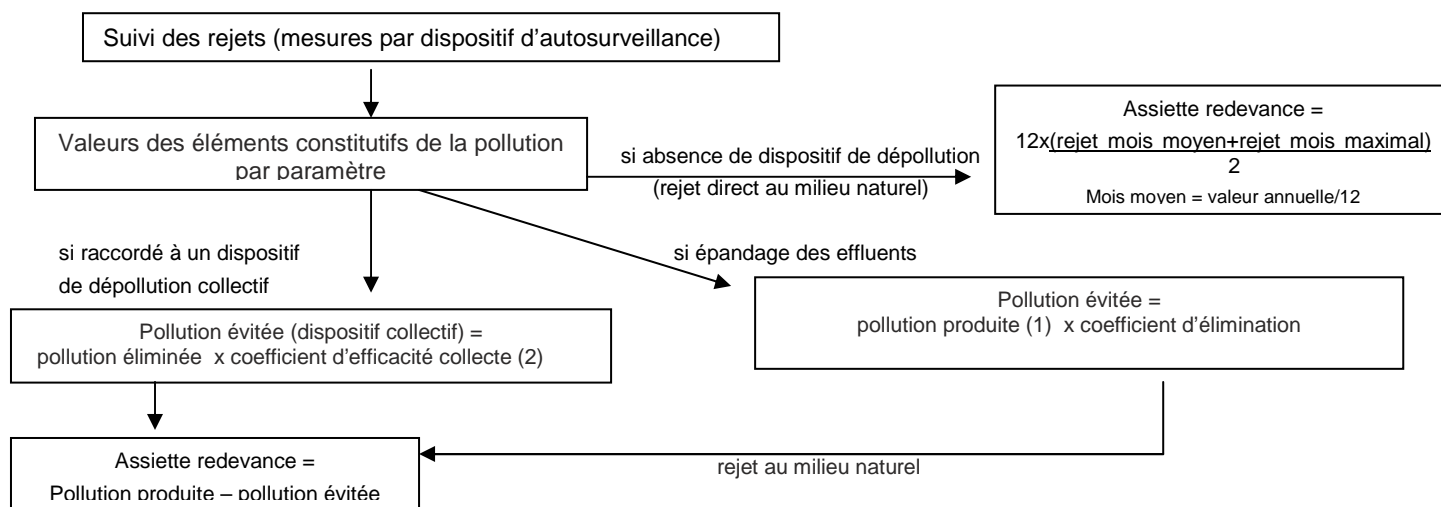 Suivi des rejets (mesures par dispositif d'autosurveillance)
Valeurs des éléments constitutifs de la pollution
par paramètre
si absence de dispositif de dépollution
(rejet direct au milieu naturel)
Assiette redevance =
12x(rejet mois moyen+rejet mois maximal)
2
Mois moyen = valeur annuelle/12
si raccordé à un dispositif
de dépollution collectif
si épandage des effluents
Pollution évitée (dispositif collectif) =
pollution éliminée x coefficient d'efficacité collecte (2)
Pollution évitée =
pollution produite (1) x coefficient d'élimination
Assiette redevance =
Pollution produite – pollution évitée
rejet au milieu naturel